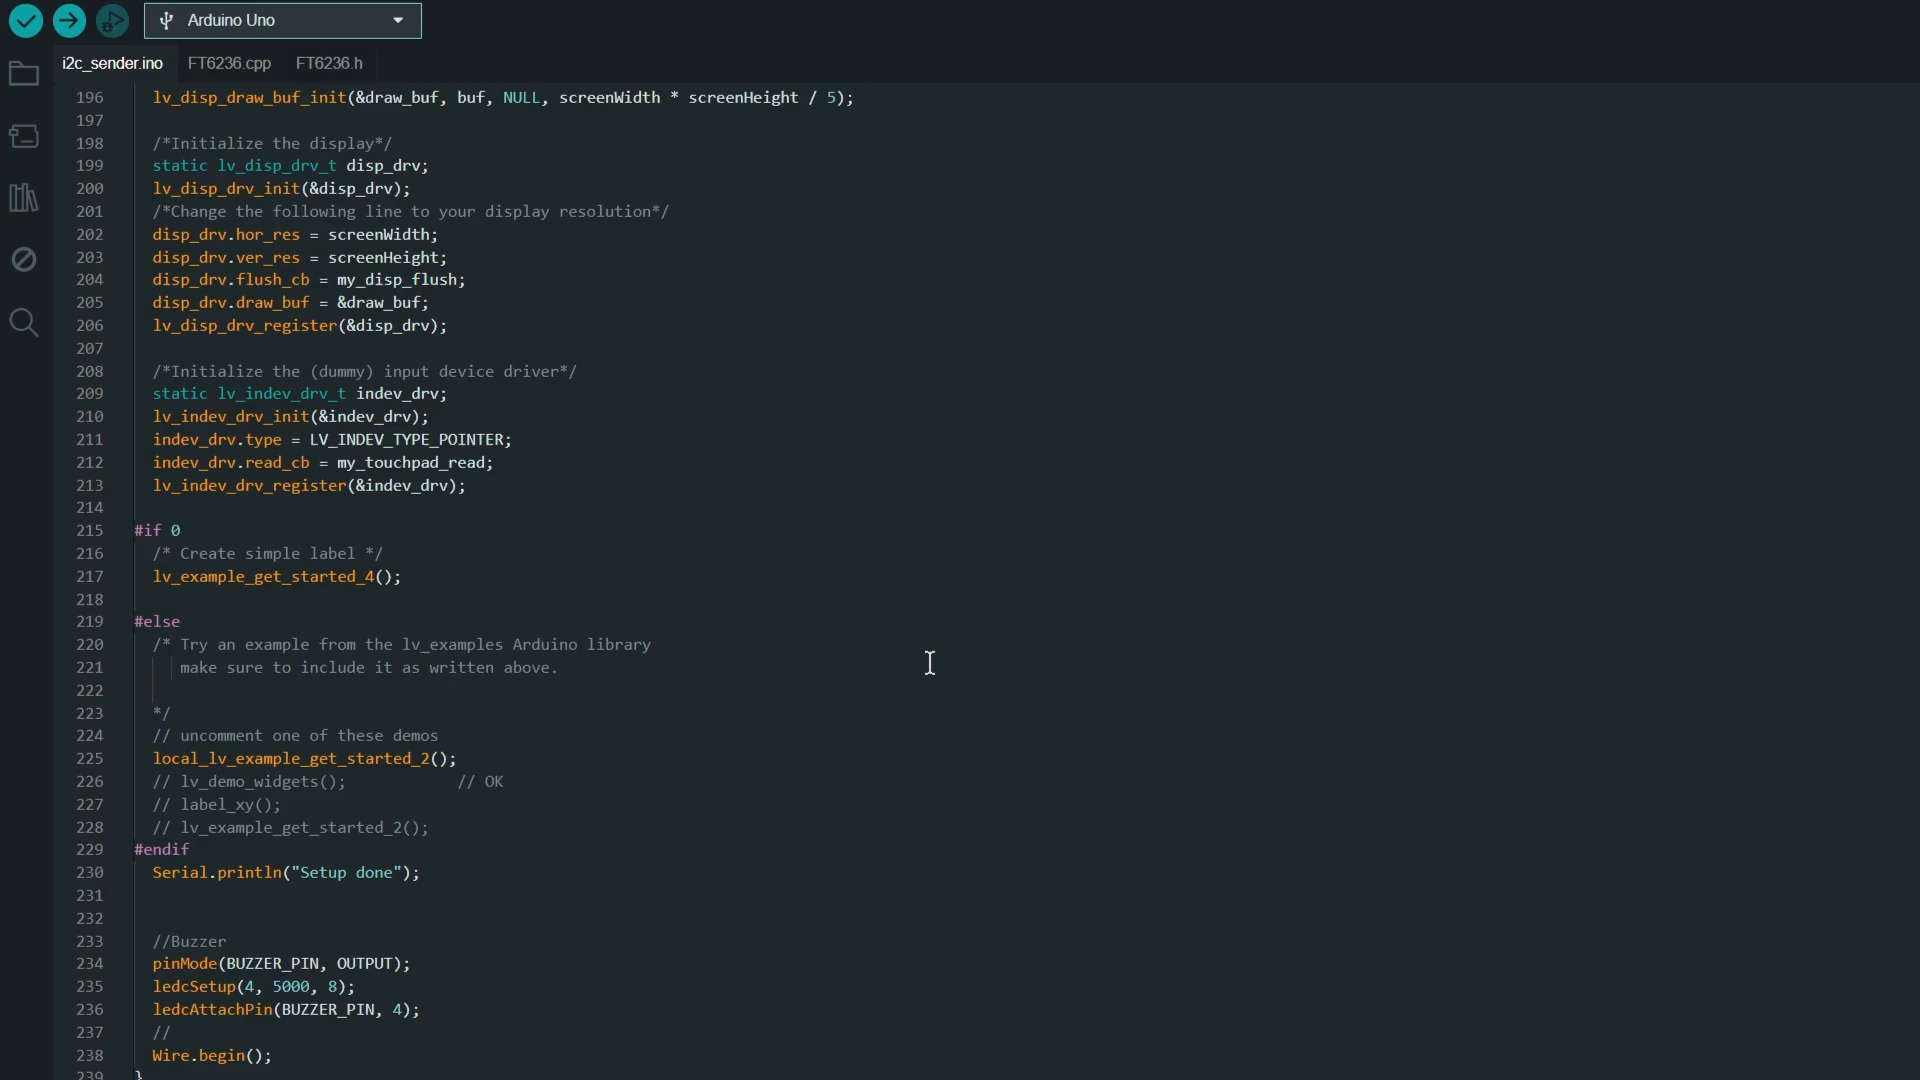 Arduino Uno
i2c_sender.ino FT6236.cpp FT6236.h
196 lv_disp_draw_buf_init(&draw_buf, buf, NULL, screenWidth * screenHeight / 5);
197
198 /*Initialize the display*/
199 static lv_disp_drv_t disp_drv;
200 lv_disp_drv_init(&disp_drv);
201 /*Change the following line to your display resolution*/
202 disp_drv.hor_res = screenWidth;
203 disp_drv.ver_res = screenHeight;
204 disp_drv.flush_cb = my_disp_flush;
205 disp_drv.draw_buf = &draw_buf;
206 lv_disp_drv_register(&disp_drv);
207
208 /*Initialize the (dummy) input device driver*/
209 static lv_indev_drv_t indev_drv;
210 lv_indev_drv_init(&indev_drv);
211 indev_drv.type = LV_INDEV_TYPE_POINTER;
212 indev_drv.read_cb = my_touchpad_read;
213 lv_indev_drv_register(&indev_drv);
214
215 #if 0
216 /* Create simple label */
217 lv_example_get_started_4();
218
219 #else
220 /* Try an example from the lv_examples Arduino library
221 make sure to include it as written above.
222
223 */
224 // uncomment one of these demos
225 local_lv_example_get_started_2();
226 // lv_demo_widgets(); // OK
227 // label_xy();
228 // lv_example_get_started_2();
229 #endif
230 Serial.println("Setup done");
231
232
233 //Buzzer
234 pinMode(BUZZER_PIN, OUTPUT);
235 ledcSetup(4, 5000, 8);
236 ledcAttachPin(BUZZER_PIN, 4);
237 //
238 Wire.begin();
239 }